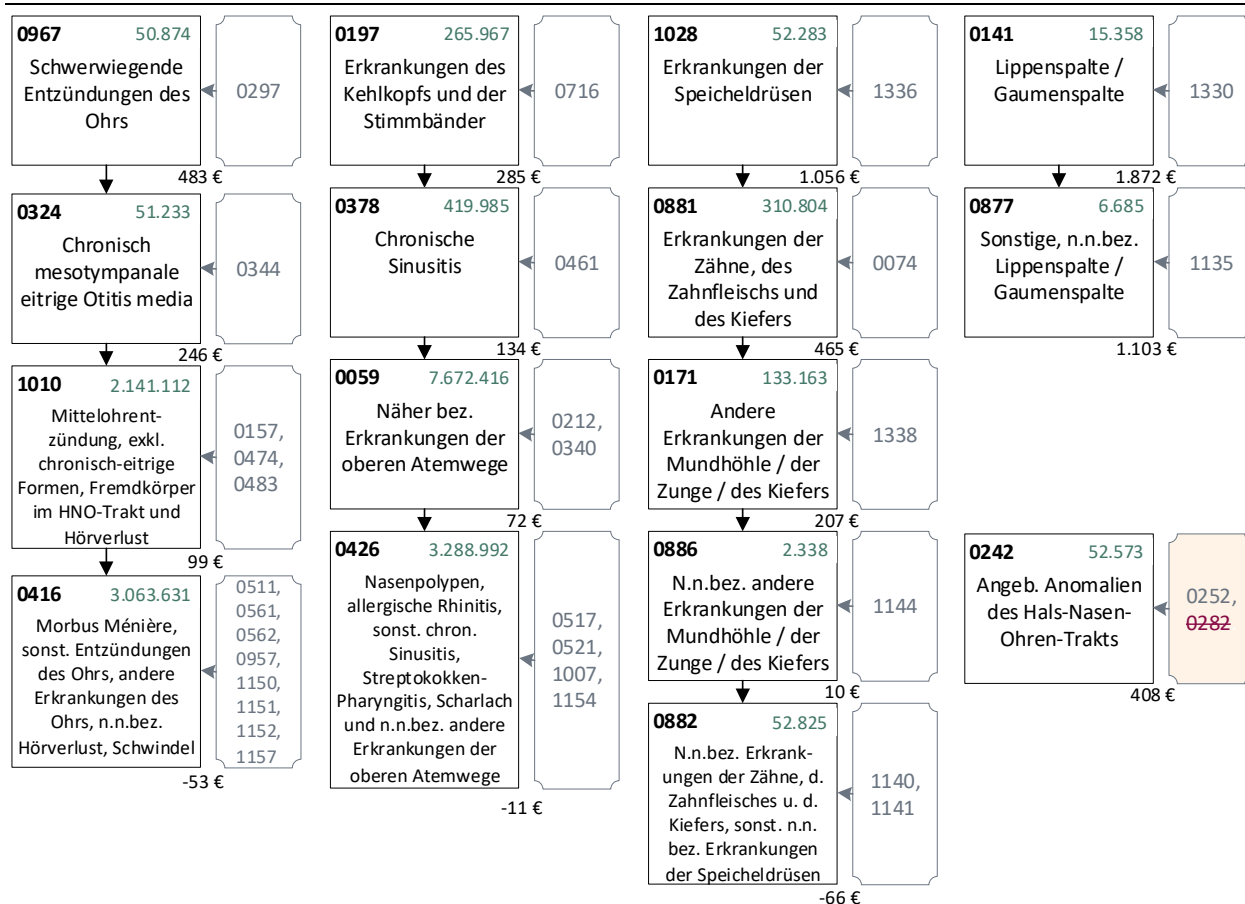 0967 50.874
Schwerwiegende
Entzündungen des
Ohrs
0297
483 €
0324 51.233
Chronisch
mesotympanale
eitrige Otitis media
0344
246 €
1010 2.141.112
Mittelohrent-
zündung, exkl.
chronisch-eitrige
Formen, Fremdkörper
im HNO-Trakt und
Hörverlust
0157,
0474,
0483
99 €
0416 3.063.631
Morbus Ménière,
sonst. Entzündungen
des Ohrs, andere
Erkrankungen des
Ohrs, n.n.bez.
Hörverlust, Schwindel
0511,
0561,
0562,
0957,
1150,
1151,
1152,
1157
-53 €
0197 265.967
Erkrankungen des
Kehlkopfs und der
Stimmbänder
0716
285 €
0378 419.985
Chronische
Sinusitis
0461
134 €
0059 7.672.416
Näher bez.
Erkrankungen der
oberen Atemwege
0212,
0340
72 €
0426 3.288.992
Nasenpolypen,
allergische Rhinitis,
sonst. chron.
Sinusitis,
Streptokokken-
Pharyngitis, Scharlach
und n.n.bez. andere
Erkrankungen der
oberen Atemwege
0517,
0521,
1007,
1154
-11 €
1028 52.283
Erkrankungen der
Speicheldrüsen
1336
1.056 €
0881 310.804
Erkrankungen der
Zähne, des
Zahnfleischs und
des Kiefers
0074
465 €
0171 133.163
Andere
Erkrankungen der
Mundhöhle / der
Zunge / des Kiefers
1338
207 €
0886 2.338
N.n.bez. andere
Erkrankungen der
Mundhöhle / der
Zunge / des Kiefers
1144
10 €
0882 52.825
N.n.bez. Erkrank-
ungen der Zähne, d.
Zahnfleisches u. d.
Kiefers, sonst. n.n.
bez. Erkrankungen
der Speicheldrüsen
1140,
1141
-66 €
0141 15.358
Lippenspalte /
Gaumenspalte
1330
1.872 €
0877 6.685
Sonstige, n.n.bez.
Lippenspalte /
Gaumenspalte
1135
1.103 €
0242 52.573
Angeb. Anomalien
des Hals-Nasen-
Ohren-Trakts
0252,
0282
408 €